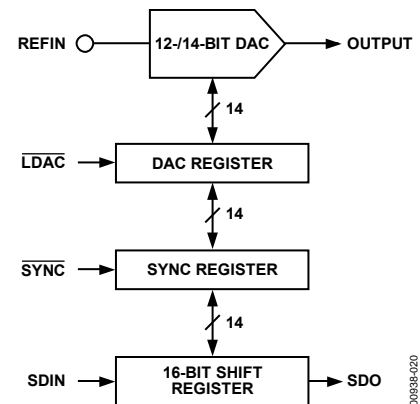 REFIN
12-/14-BIT DAC
OUTPUT
14
LDAC
DAC REGISTER
14
SYNC
SYNC REGISTER
14
SDIN
16-BIT SHIFT
REGISTER
SDO
00938-020